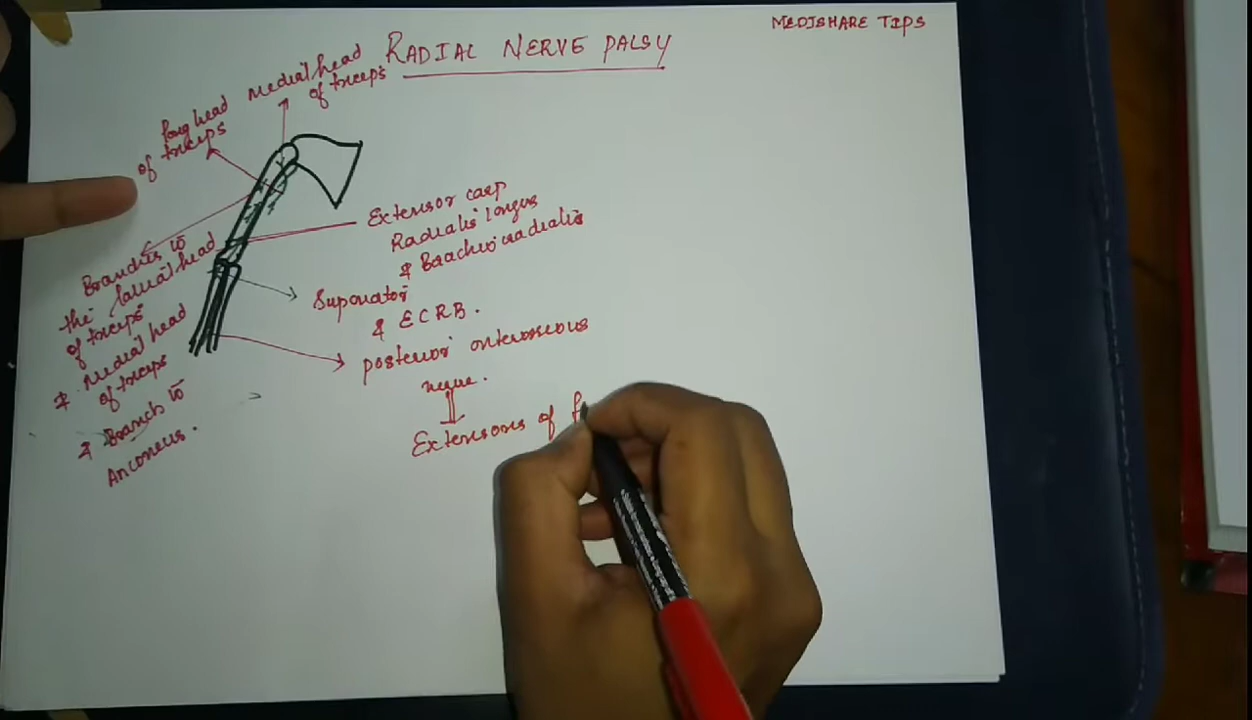 MEDISHARE TIPS
RADIAL NERVE PALSY
Medial head
of triceps
long head
of triceps
Extensor carp
Radialis longus
& Brachioradialis
Branches to
the lateral head
of triceps
& Medial head
of triceps
& Branch to
Anconeus.
Supinator
& ECRB.
posterior interosseous
nerve.
Extensors of f